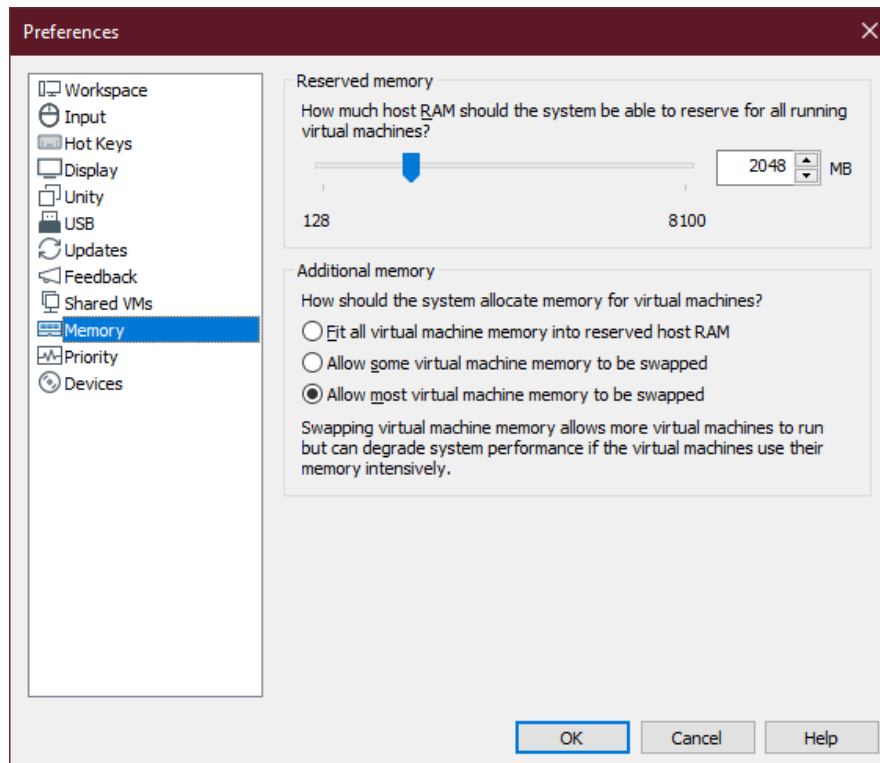 Preferences
Workspace
Input
Hot Keys
Display
Unity
USB
Updates
Feedback
Shared VMs
Memory
Priority
Devices
Reserved memory
How much host RAM should the system be able to reserve for all running
virtual machines?
2048 MB
128 8100
Additional memory
How should the system allocate memory for virtual machines?
Fit all virtual machine memory into reserved host RAM
Allow some virtual machine memory to be swapped
Allow most virtual machine memory to be swapped
Swapping virtual machine memory allows more virtual machines to run
but can degrade system performance if the virtual machines use their
memory intensively.
OK Cancel Help